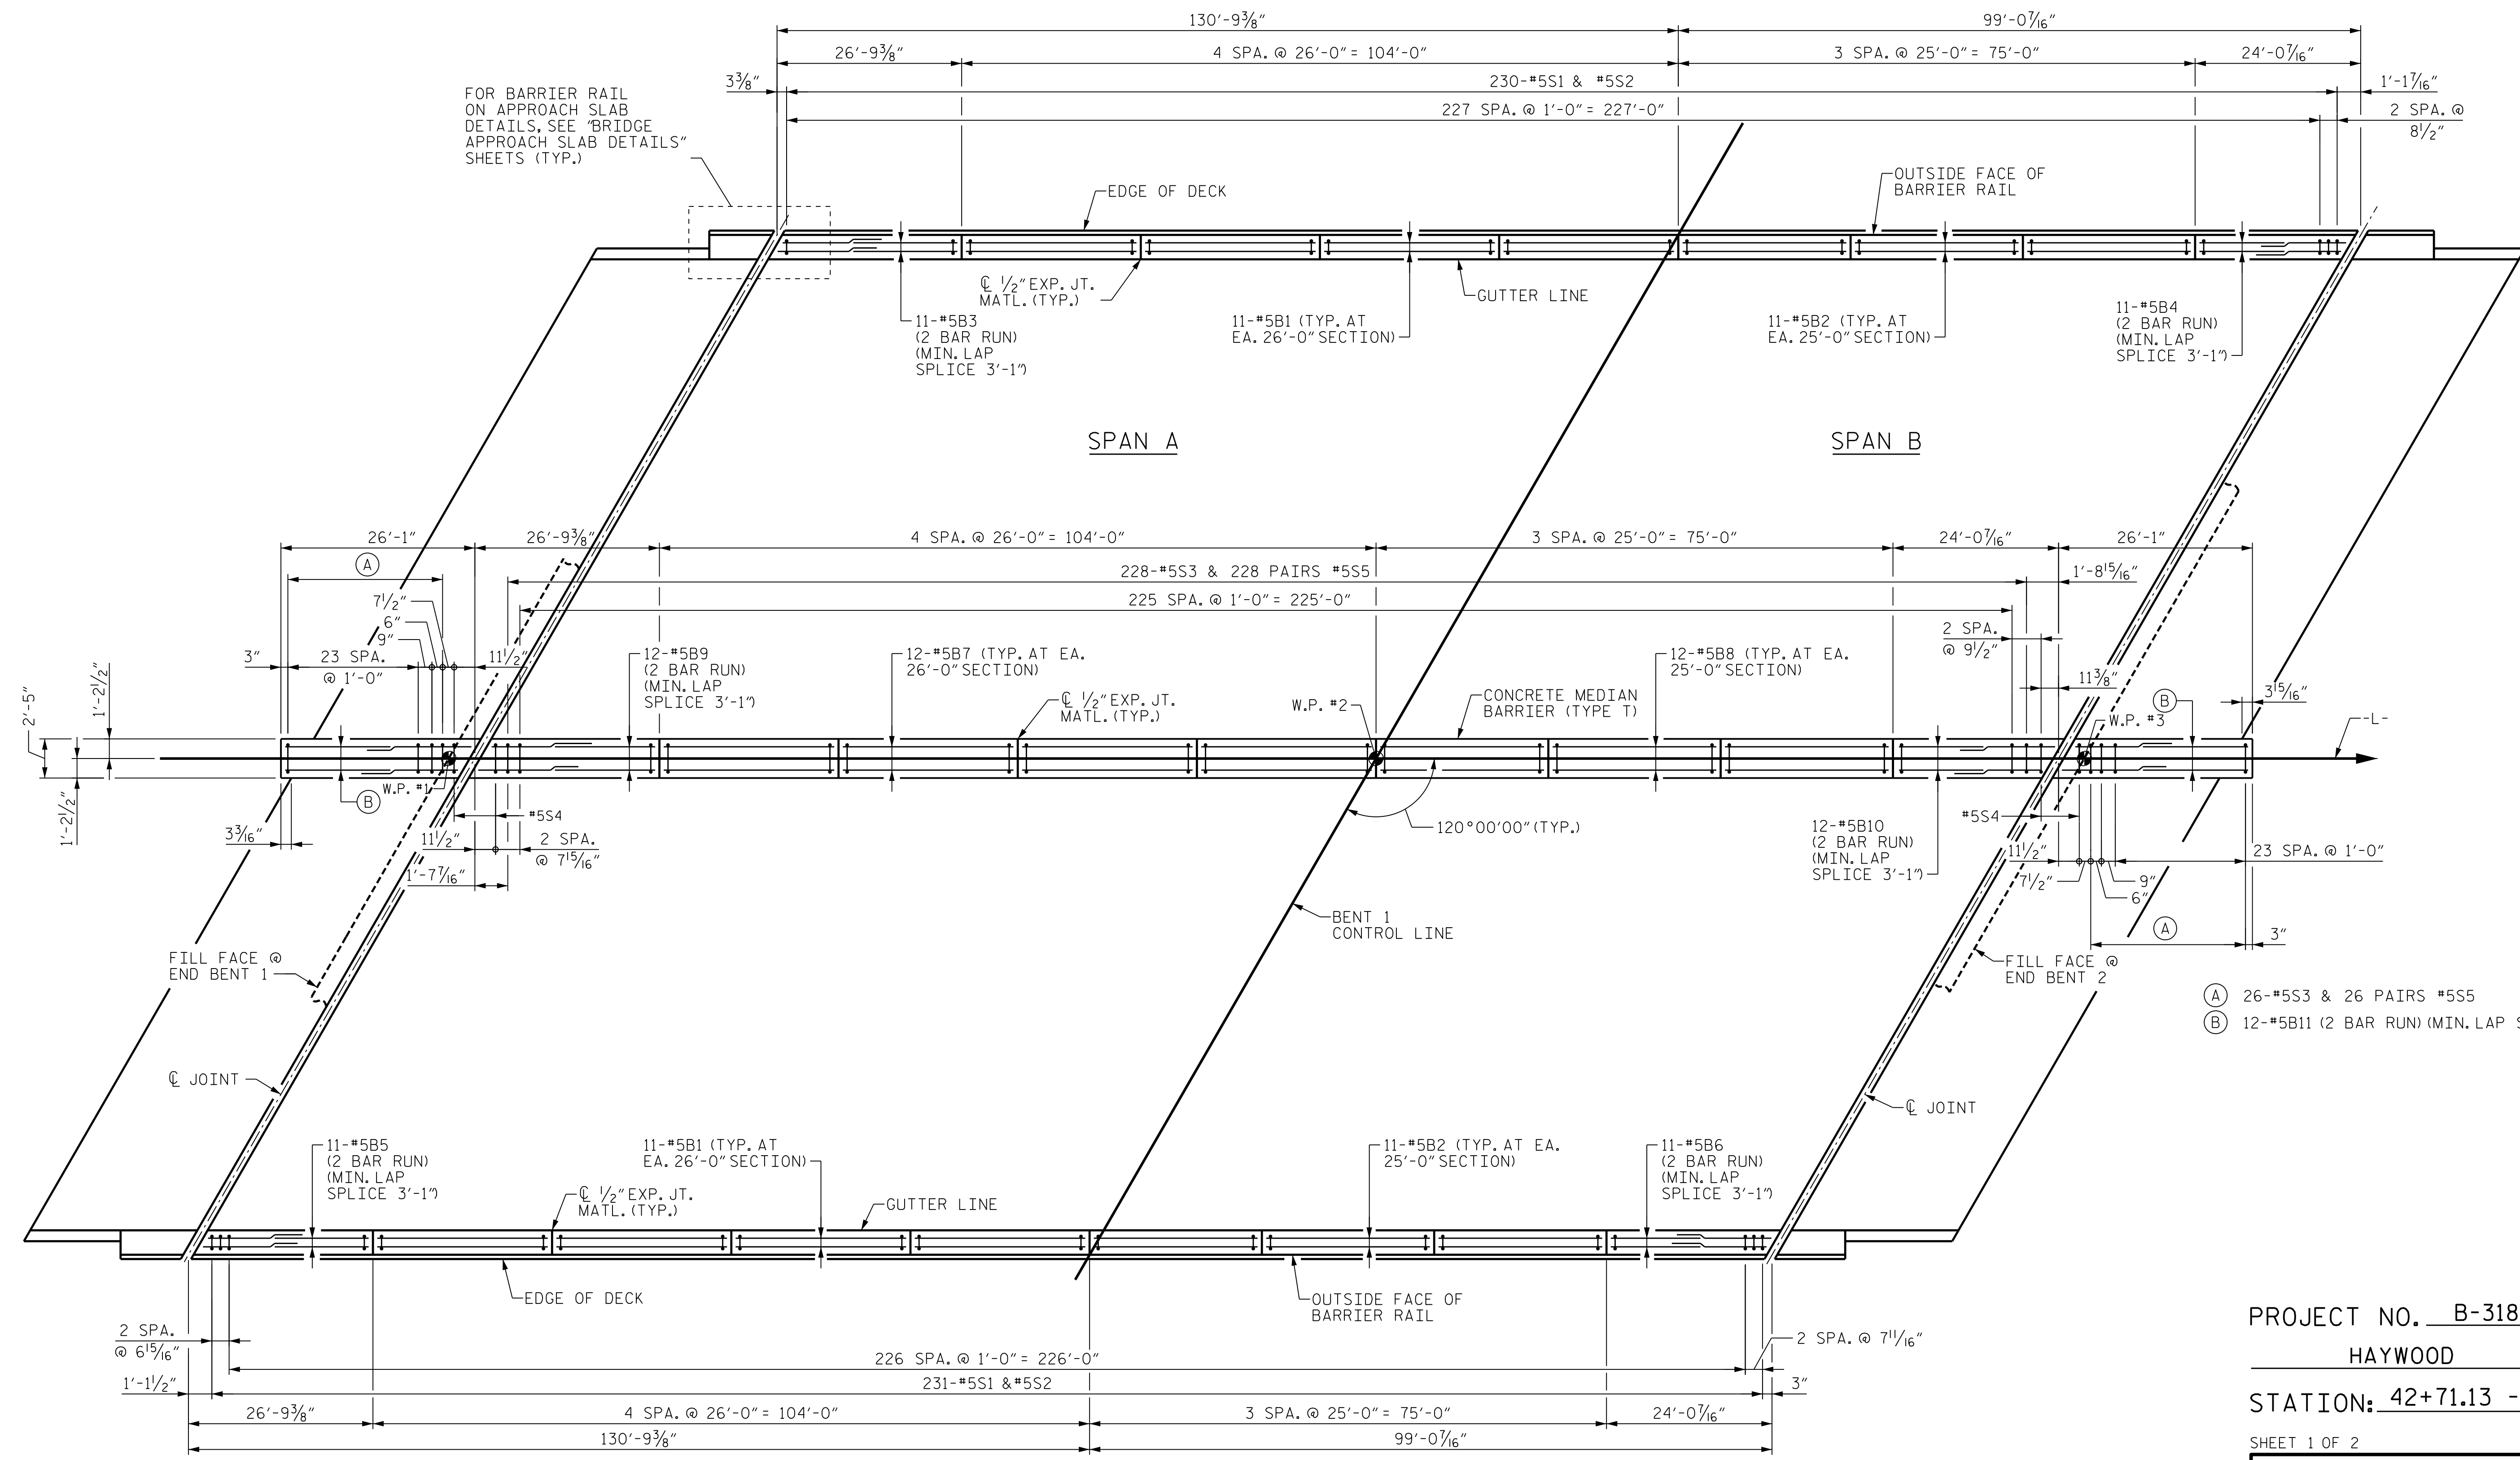 130'-9⅜"
99'-0⁷⁄₁₆"
26'-9⅜"
4 SPA. @ 26'-0" = 104'-0"
3 SPA. @ 25'-0" = 75'-0"
24'-0⁷⁄₁₆"
3⅜"
230-#5S1 & #5S2
1'-1⁷⁄₁₆"
227 SPA. @ 1'-0" = 227'-0"
2 SPA. @
8½"
FOR BARRIER RAIL
ON APPROACH SLAB
DETAILS, SEE "BRIDGE
APPROACH SLAB DETAILS"
SHEETS (TYP.)
EDGE OF DECK
OUTSIDE FACE OF
BARRIER RAIL
℄ ½" EXP. JT.
MATL. (TYP.)
GUTTER LINE
11-#5B3
(2 BAR RUN)
(MIN. LAP
SPLICE 3'-1")
11-#5B1 (TYP. AT
EA. 26'-0" SECTION)
11-#5B2 (TYP. AT
EA. 25'-0" SECTION)
11-#5B4
(2 BAR RUN)
(MIN. LAP
SPLICE 3'-1")
SPAN A
SPAN B
26'-1"
26'-9⅜"
4 SPA. @ 26'-0" = 104'-0"
3 SPA. @ 25'-0" = 75'-0"
24'-0⁷⁄₁₆"
26'-1"
A
228-#5S3 & 228 PAIRS #5S5
1'-8¹⁵⁄₁₆"
7½"
6"
9"
225 SPA. @ 1'-0" = 225'-0"
2 SPA.
@ 9½"
3"
23 SPA.
@ 1'-0"
11½"
12-#5B9
(2 BAR RUN)
(MIN. LAP
SPLICE 3'-1")
12-#5B7 (TYP. AT EA.
26'-0" SECTION)
12-#5B8 (TYP. AT EA.
25'-0" SECTION)
11⅜"
3¹⁵⁄₁₆"
B
2'-5"
1'-2½"
℄ ½" EXP. JT.
MATL. (TYP.)
W.P. #2
CONCRETE MEDIAN
BARRIER (TYPE T)
W.P. #3
-L-
1'-2½"
W.P. #1
B
3³⁄₁₆"
#5S4
11½"
2 SPA.
@ 7¹⁵⁄₁₆"
1'-7⁷⁄₁₆"
120°00'00" (TYP.)
12-#5B10
(2 BAR RUN)
(MIN. LAP
SPLICE 3'-1")
#5S4
11½"
23 SPA. @ 1'-0"
7½"
9"
6"
A
3"
BENT 1
CONTROL LINE
FILL FACE @
END BENT 1
FILL FACE @
END BENT 2
A 26-#5S3 & 26 PAIRS #5S5
B 12-#5B11 (2 BAR RUN) (MIN. LAP
℄ JOINT
℄ JOINT
11-#5B5
(2 BAR RUN)
(MIN. LAP
SPLICE 3'-1")
11-#5B1 (TYP. AT
EA. 26'-0" SECTION)
11-#5B2 (TYP. AT EA.
25'-0" SECTION)
11-#5B6
(2 BAR RUN)
(MIN. LAP
SPLICE 3'-1")
℄ ½" EXP. JT.
MATL. (TYP.)
GUTTER LINE
EDGE OF DECK
OUTSIDE FACE OF
BARRIER RAIL
2 SPA.
@ 6¹⁵⁄₁₆"
2 SPA. @ 7¹¹⁄₁₆"
226 SPA. @ 1'-0" = 226'-0"
1'-1½"
231-#5S1 & #5S2
3"
26'-9⅜"
4 SPA. @ 26'-0" = 104'-0"
3 SPA. @ 25'-0" = 75'-0"
24'-0⁷⁄₁₆"
130'-9⅜"
99'-0⁷⁄₁₆"
PROJECT NO. B-318
HAYWOOD
STATION: 42+71.13 -
SHEET 1 OF 2